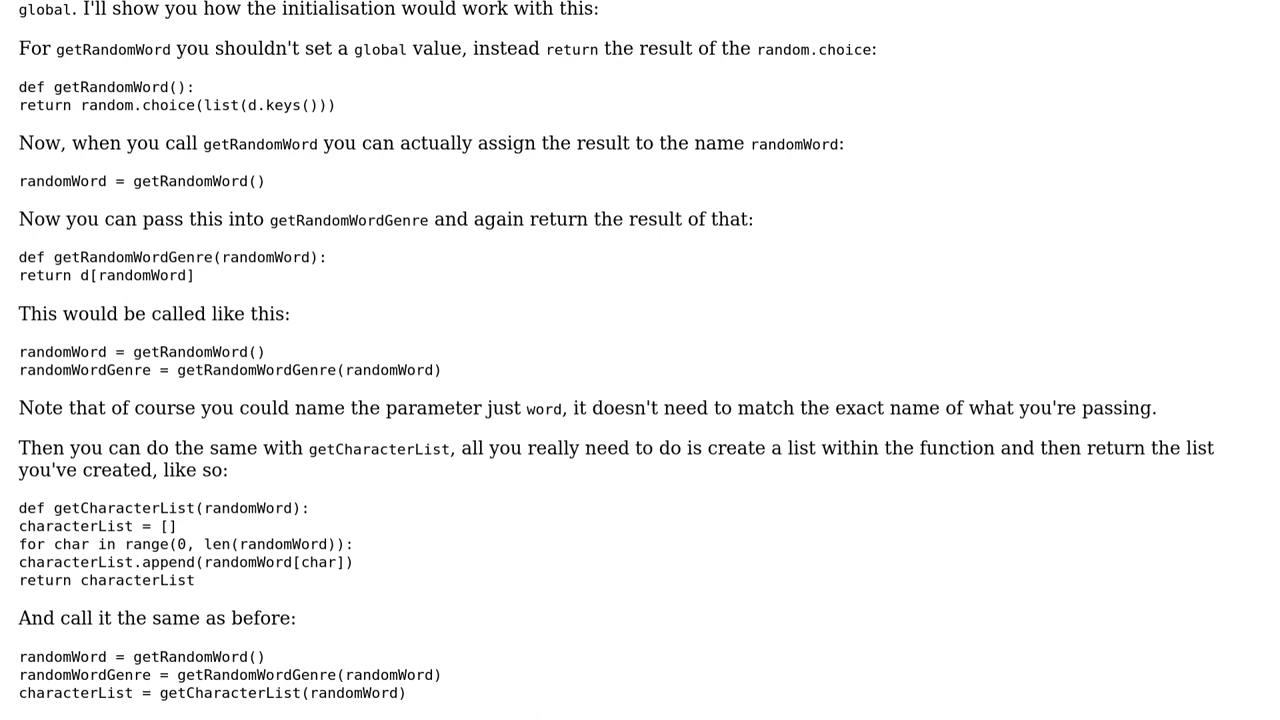 global. I'll show you how the initialisation would work with this:
For getRandomWord you shouldn't set a global value, instead return the result of the random.choice:
def getRandomWord():
return random.choice(list(d.keys()))
Now, when you call getRandomWord you can actually assign the result to the name randomWord:
randomWord = getRandomWord()
Now you can pass this into getRandomWordGenre and again return the result of that:
def getRandomWordGenre(randomWord):
return d[randomWord]
This would be called like this:
randomWord = getRandomWord()
randomWordGenre = getRandomWordGenre(randomWord)
Note that of course you could name the parameter just word, it doesn't need to match the exact name of what you're passing.
Then you can do the same with getCharacterList, all you really need to do is create a list within the function and then return the list
you've created, like so:
def getCharacterList(randomWord):
characterList = []
for char in range(0, len(randomWord)):
characterList.append(randomWord[char])
return characterList
And call it the same as before:
randomWord = getRandomWord()
randomWordGenre = getRandomWordGenre(randomWord)
characterList = getCharacterList(randomWord)